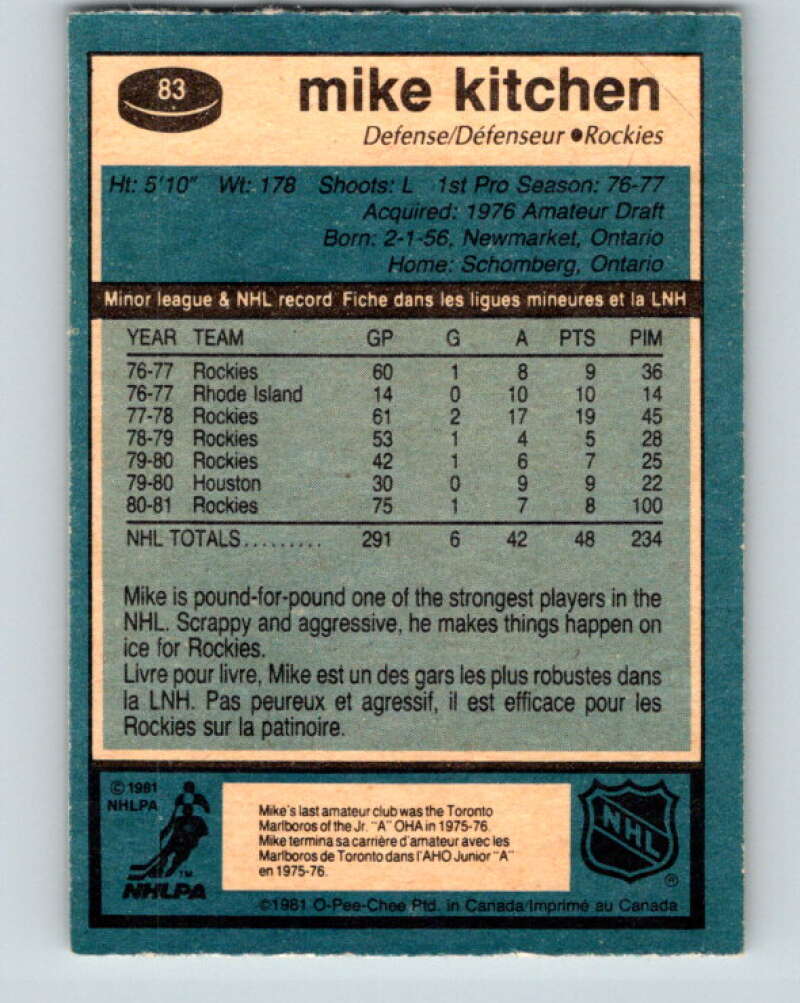 83
mike kitchen
Defense/Défenseur ●Rockies
Ht: 5'10" Wt: 178 Shoots: L 1st Pro Season: 76-77
Acquired: 1976 Amateur Draft
Born: 2-1-56, Newmarket, Ontario
Home: Schomberg, Ontario
Minor league & NHL record Fiche dans les ligues mineures et la LNH
YEAR TEAM GP G A PTS PIM
76-77 Rockies 60 1 8 9 36
76-77 Rhode Island 14 0 10 10 14
77-78 Rockies 61 2 17 19 45
78-79 Rockies 53 1 4 5 28
79-80 Rockies 42 1 6 7 25
79-80 Houston 30 0 9 9 22
80-81 Rockies 75 1 7 8 100
NHL TOTALS......... 291 6 42 48 234
Mike is pound-for-pound one of the strongest players in the
NHL. Scrappy and aggressive, he makes things happen on
ice for Rockies.
Livre pour livre, Mike est un des gars les plus robustes dans
la LNH. Pas peureux et agressif, il est efficace pour les
Rockies sur la patinoire.
© 1981
NHLPA
TM
NHLPA
Mike's last amateur club was the Toronto
Marlboros of the Jr. "A" OHA in 1975-76.
Mike termina sa carrière d'amateur avec les
Marlboros de Toronto dans l'AHO Junior "A"
en 1975-76.
NHL
®
©1981 O-Pee-Chee Ptd. in Canada/Imprimé au Canada